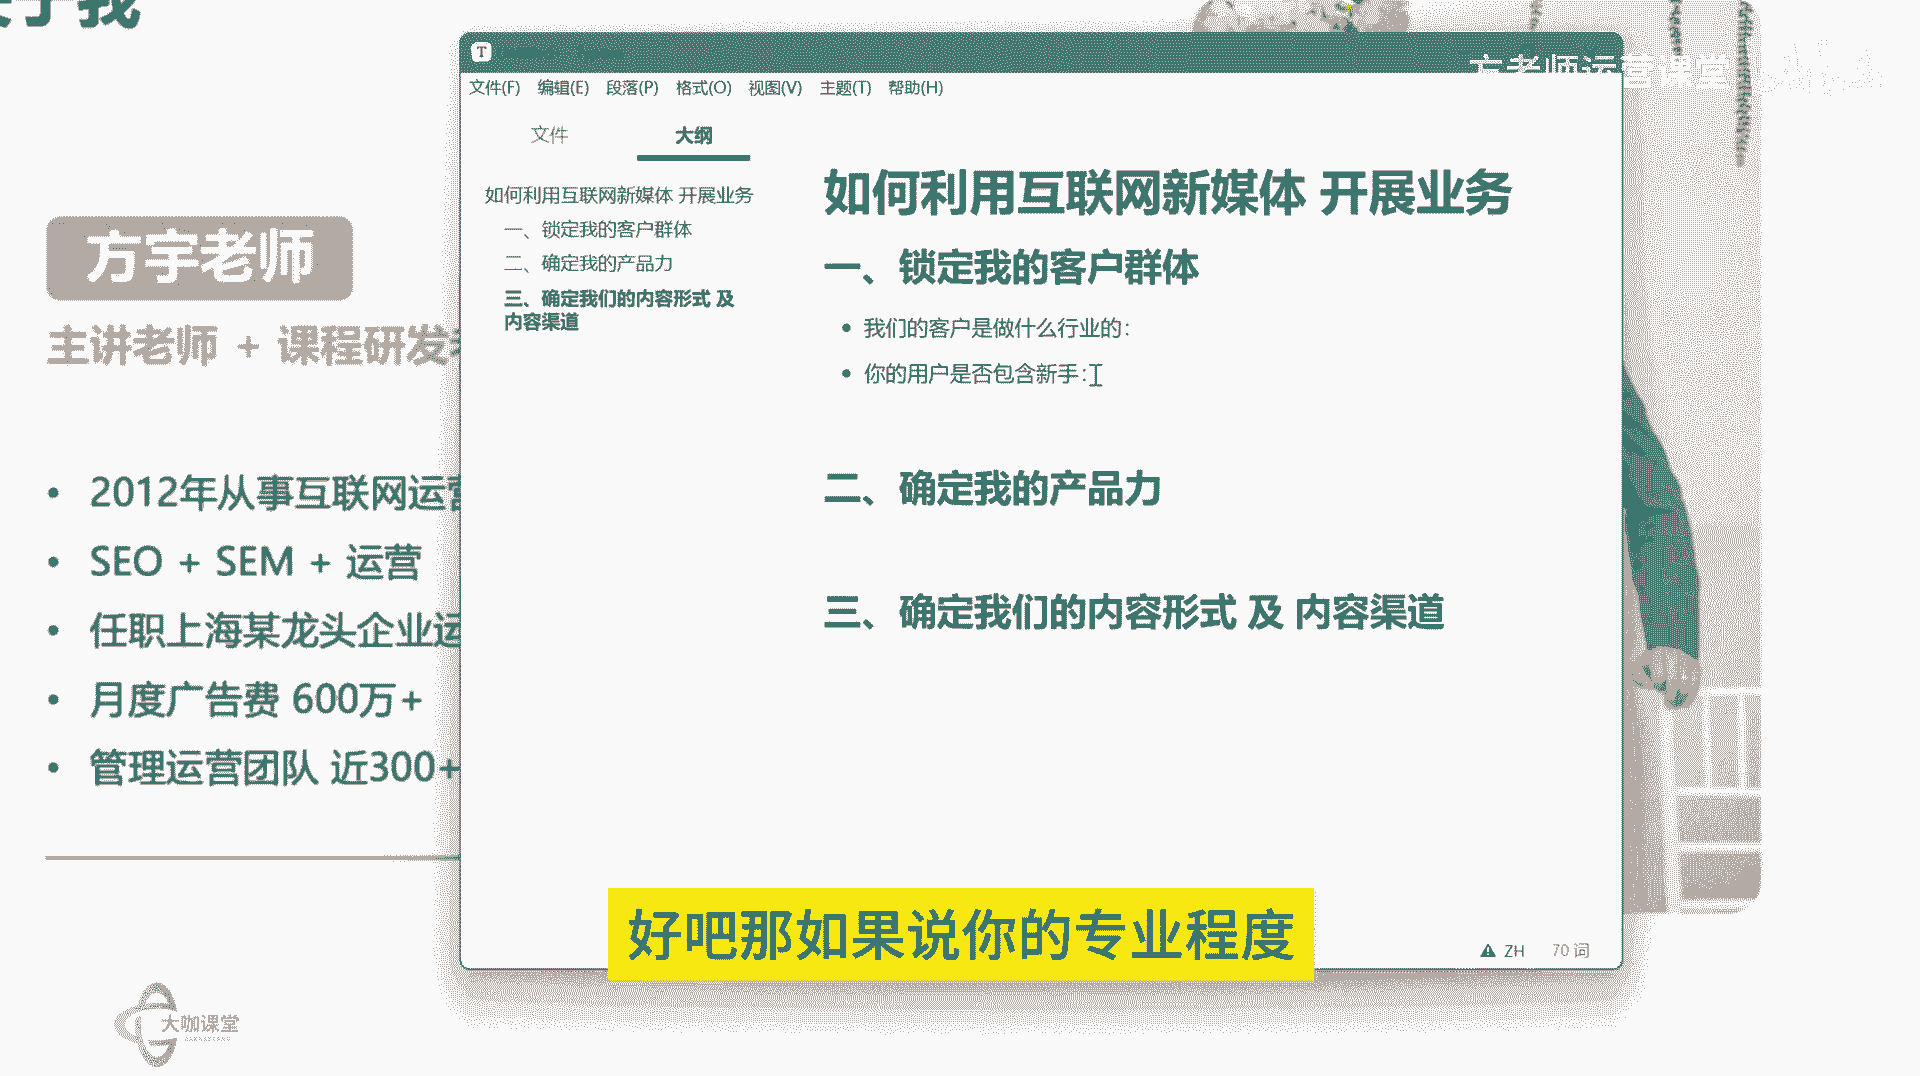 于我
方宇老师
主讲老师 + 课程研发
2012年从事互联网运营
SEO + SEM + 运营
任职上海某龙头企业运
月度广告费 600万+
管理运营团队 近300+
大咖课堂
T
方老师运营课堂
文件(F) 编辑(E) 段落(P) 格式(O) 视图(V) 主题(T) 帮助(H)
文件 大纲
如何利用互联网新媒体 开展业务
一、锁定我的客户群体
二、确定我的产品力
三、确定我们的内容形式 及
内容渠道
如何利用互联网新媒体 开展业务
一、锁定我的客户群体
• 我们的客户是做什么行业的：
• 你的用户是否包含新手：
二、确定我的产品力
三、确定我们的内容形式 及 内容渠道
ZH 70 词
好吧那如果说你的专业程度